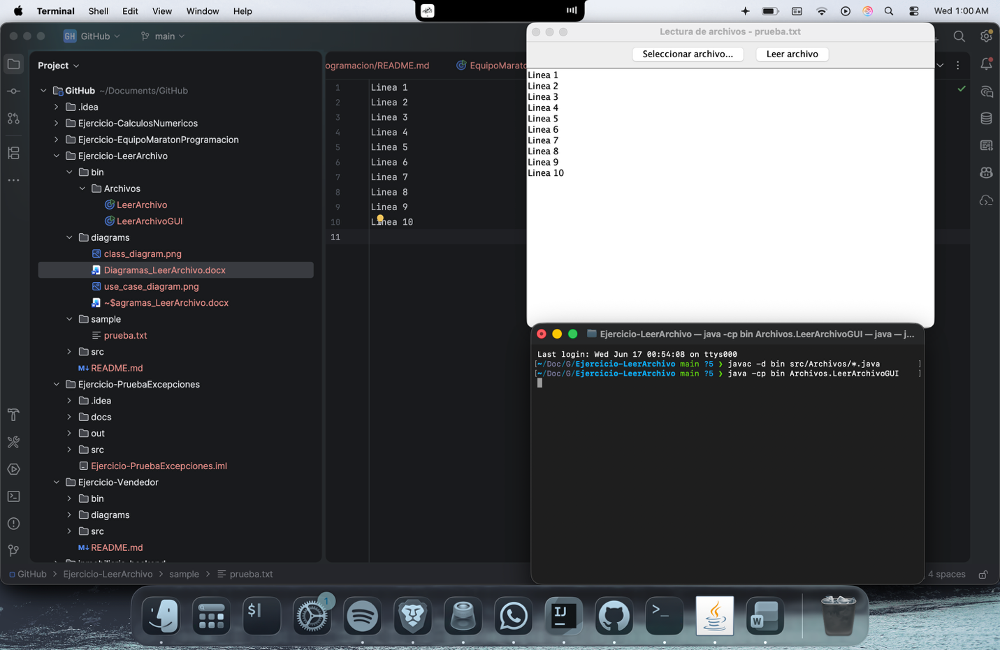 Terminal Shell Edit View Window Help
Wed 1:00 AM
GH GitHub main
Project
GitHub ~/Documents/GitHub
.idea
Ejercicio-CalculosNumericos
Ejercicio-EquipoMaratonProgramacion
Ejercicio-LeerArchivo
bin
Archivos
LeerArchivo
LeerArchivoGUI
diagrams
class_diagram.png
Diagramas_LeerArchivo.docx
use_case_diagram.png
~$agramas_LeerArchivo.docx
sample
prueba.txt
src
M↓ README.md
Ejercicio-PruebaExcepciones
.idea
docs
out
src
Ejercicio-PruebaExcepciones.iml
Ejercicio-Vendedor
bin
diagrams
src
M↓ README.md
ogramacion/README.md EquipoMarato
1 Linea 1
2 Linea 2
3 Linea 3
4 Linea 4
5 Linea 5
6 Linea 6
7 Linea 7
8 Linea 8
9 Linea 9
10 Linea 10
11
Lectura de archivos - prueba.txt
Seleccionar archivo... Leer archivo
Linea 1
Linea 2
Linea 3
Linea 4
Linea 5
Linea 6
Linea 7
Linea 8
Linea 9
Linea 10
Ejercicio-LeerArchivo — java -cp bin Archivos.LeerArchivoGUI — java — j...
Last login: Wed Jun 17 00:54:08 on ttys000
[~/Doc/G/Ejercicio-LeerArchivo main ?5 ❯ javac -d bin src/Archivos/*.java ]
[~/Doc/G/Ejercicio-LeerArchivo main ?5 ❯ java -cp bin Archivos.LeerArchivoGUI ]
GitHub > Ejercicio-LeerArchivo > sample > prueba.txt
4 spaces
$|
1
IJ
>_
W